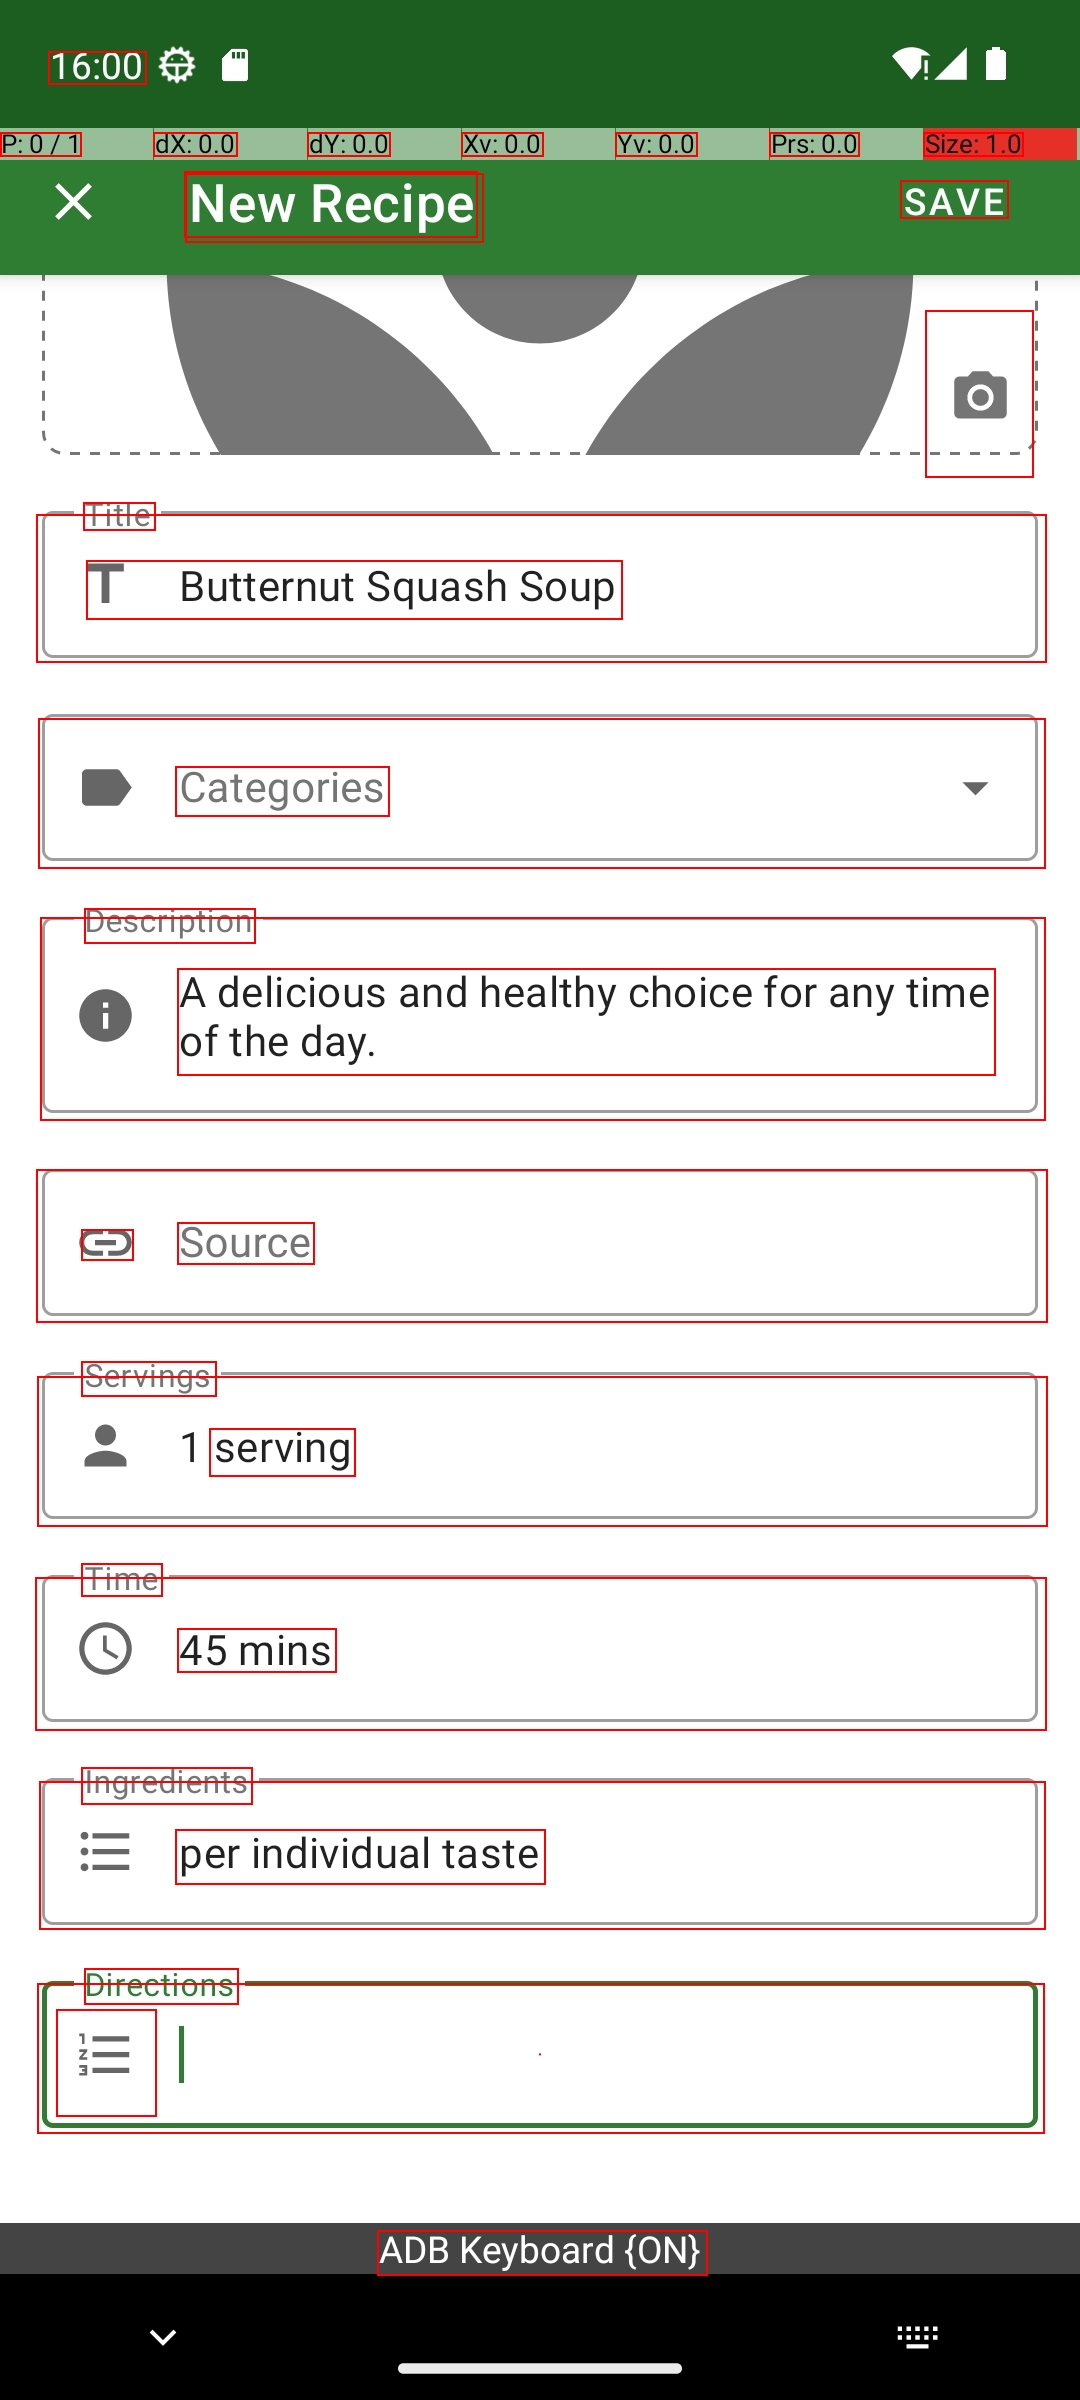 16:00
P: 0 / 1 dX: 0.0 dY: 0.0 Xv: 0.0 Yv: 0.0 Prs: 0.0 Size: 1.0
New Recipe SAVE
Title
Butternut Squash Soup
Categories
Description
A delicious and healthy choice for any time
of the day.
Source
Servings
1 serving
Time
45 mins
Ingredients
per individual taste
Directions
ADB Keyboard {ON}